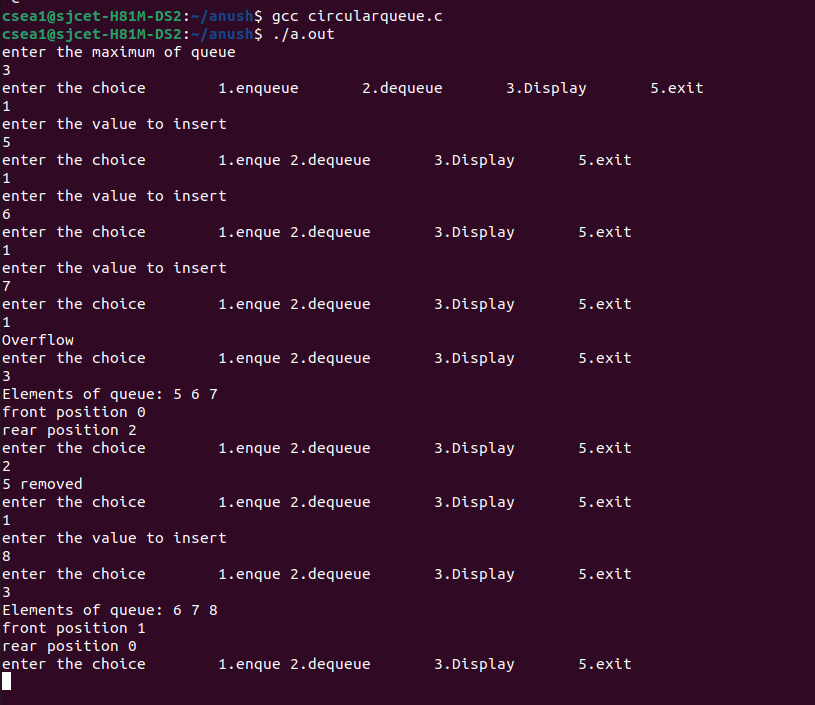 csea1@sjcet-H81M-DS2:~/anush$ gcc circularqueue.c
csea1@sjcet-H81M-DS2:~/anush$ ./a.out
enter the maximum of queue
3
enter the choice 1.enqueue 2.dequeue 3.Display 5.exit
1
enter the value to insert
5
enter the choice 1.enque 2.dequeue 3.Display 5.exit
1
enter the value to insert
6
enter the choice 1.enque 2.dequeue 3.Display 5.exit
1
enter the value to insert
7
enter the choice 1.enque 2.dequeue 3.Display 5.exit
1
Overflow
enter the choice 1.enque 2.dequeue 3.Display 5.exit
3
Elements of queue: 5 6 7
front position 0
rear position 2
enter the choice 1.enque 2.dequeue 3.Display 5.exit
2
5 removed
enter the choice 1.enque 2.dequeue 3.Display 5.exit
1
enter the value to insert
8
enter the choice 1.enque 2.dequeue 3.Display 5.exit
3
Elements of queue: 6 7 8
front position 1
rear position 0
enter the choice 1.enque 2.dequeue 3.Display 5.exit